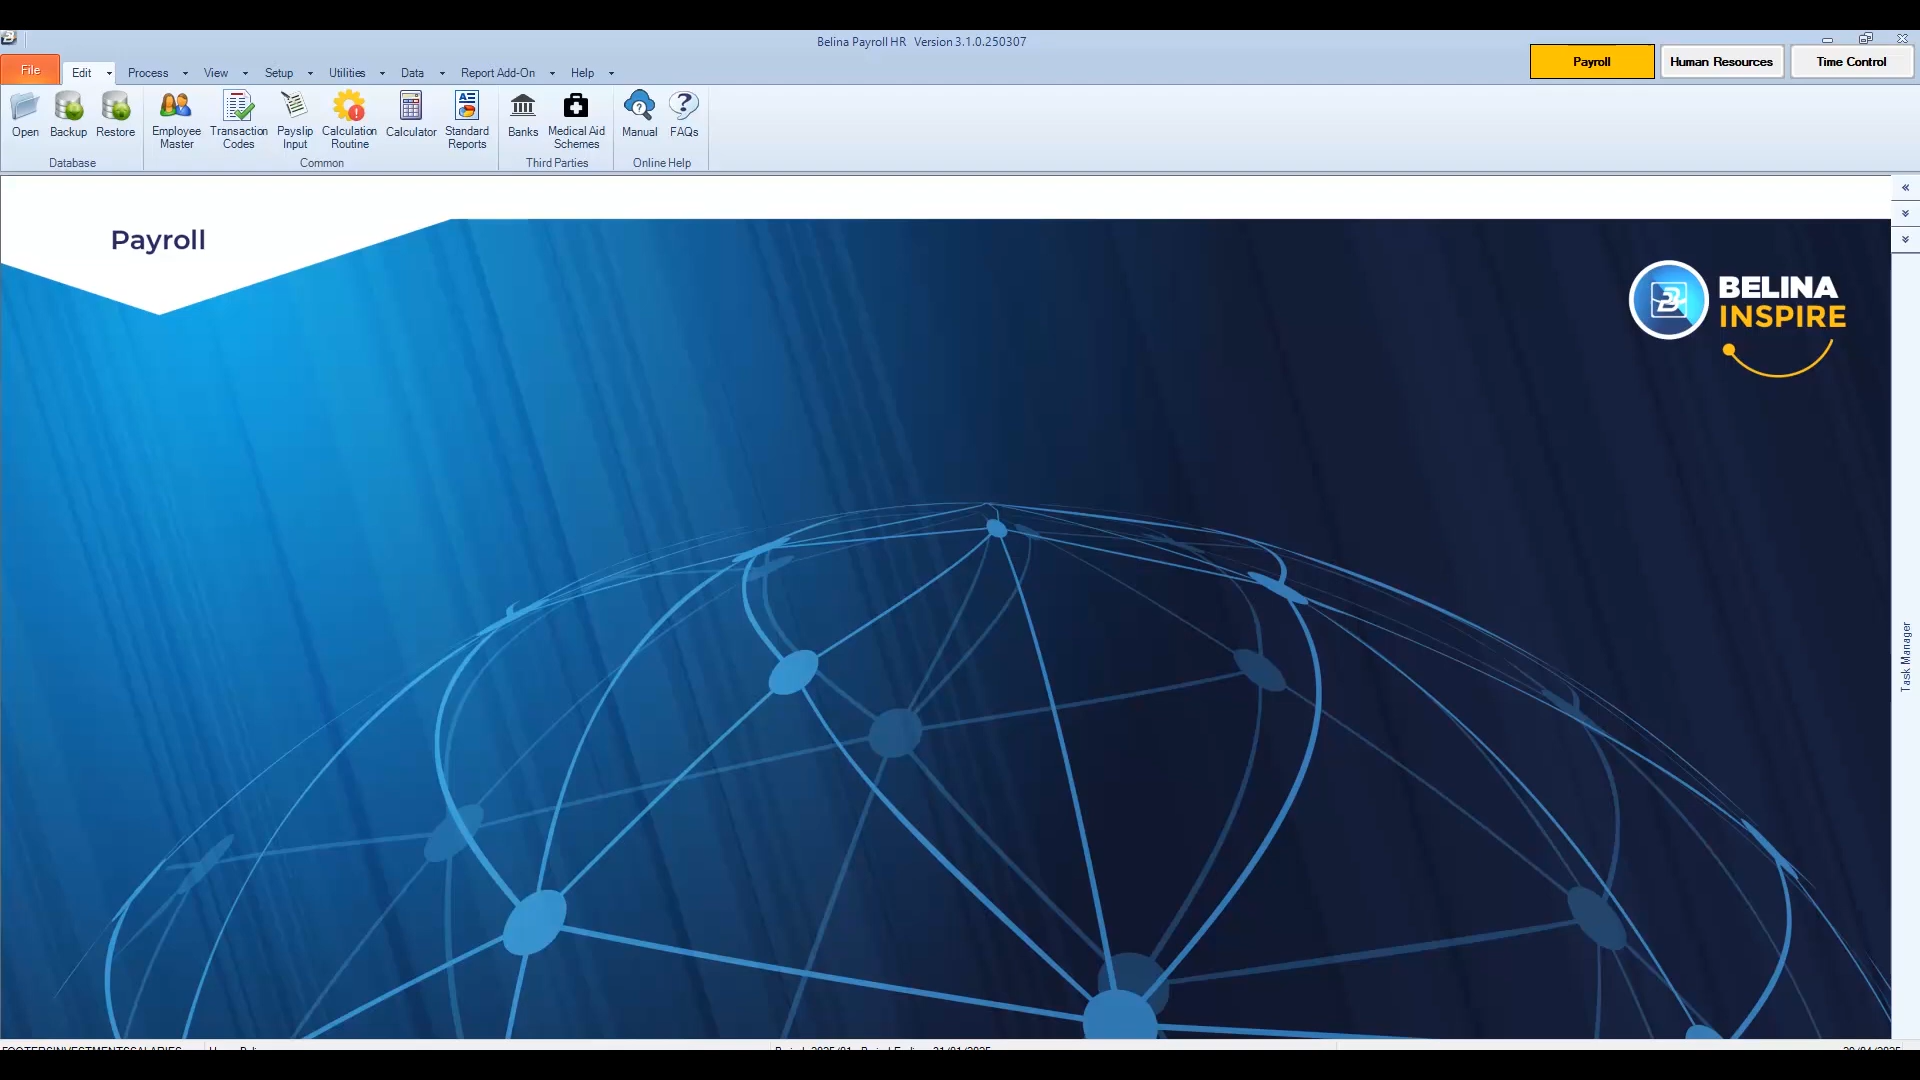 Belina Payroll HR Version 3.1.0.250307
File Edit Process View Setup Utilities Data Report Add-On Help
Payroll Human Resources Time Control
Open Backup Restore
Employee Master
Transaction Codes
Payslip Input
Calculation Routine
Calculator
Standard Reports
Banks
Medical Aid Schemes
Manual FAQs
Database Common Third Parties Online Help
Payroll
BELINA
INSPIRE
Task Manager